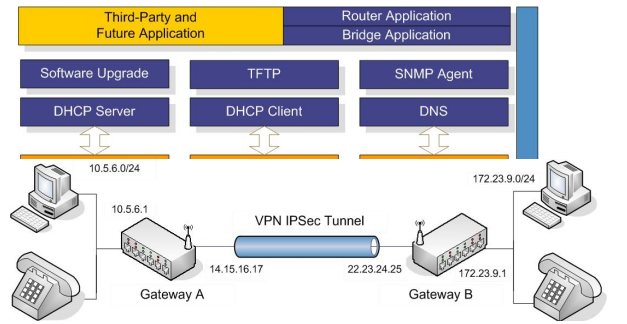 Third-Party and
Future Application
Router Application
Bridge Application
Software Upgrade
TFTP
SNMP Agent
DHCP Server
DHCP Client
DNS
10.5.6.0/24
172.23.9.0/24
10.5.6.1
VPN IPSec Tunnel
14.15.16.17
22.23.24.25
172.23.9.1
Gateway A
Gateway B